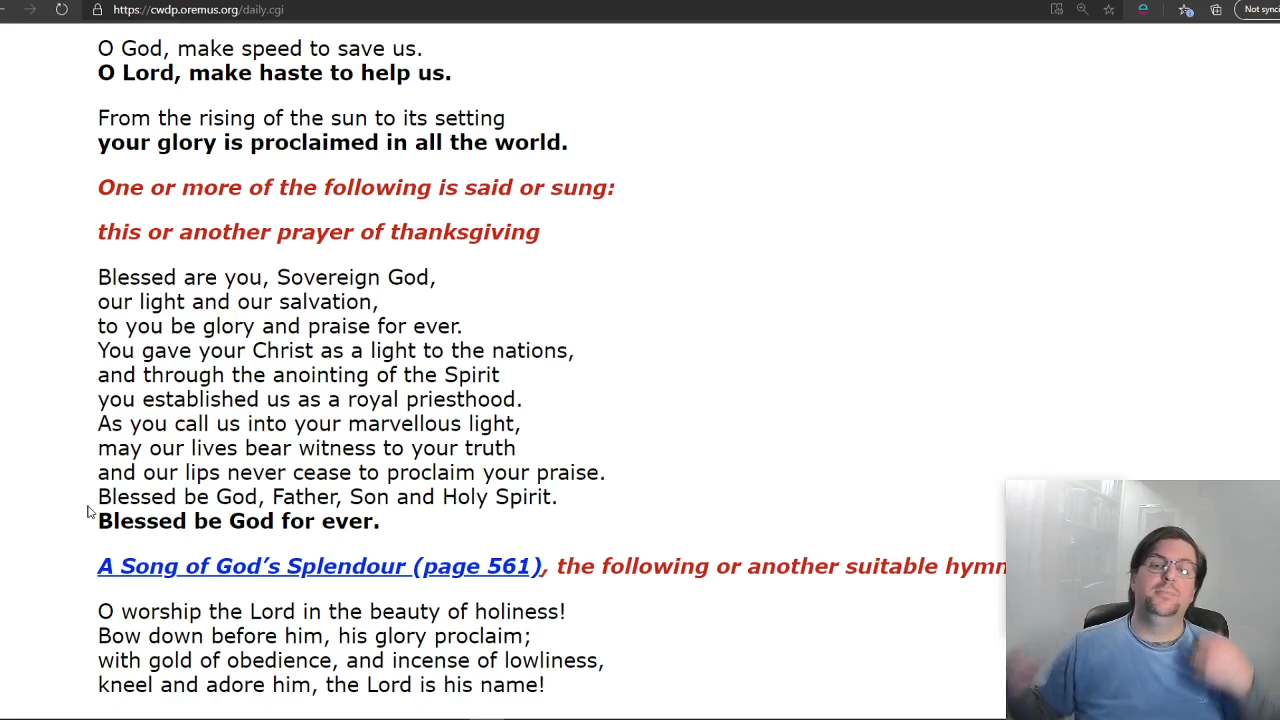 https://cwdp.oremus.org/daily.cgi
Not synci
O God, make speed to save us.
O Lord, make haste to help us.
From the rising of the sun to its setting
your glory is proclaimed in all the world.
One or more of the following is said or sung:
this or another prayer of thanksgiving
Blessed are you, Sovereign God,
our light and our salvation,
to you be glory and praise for ever.
You gave your Christ as a light to the nations,
and through the anointing of the Spirit
you established us as a royal priesthood.
As you call us into your marvellous light,
may our lives bear witness to your truth
and our lips never cease to proclaim your praise.
Blessed be God, Father, Son and Holy Spirit.
Blessed be God for ever.
A Song of God’s Splendour (page 561), the following or another suitable hymn
O worship the Lord in the beauty of holiness!
Bow down before him, his glory proclaim;
with gold of obedience, and incense of lowliness,
kneel and adore him, the Lord is his name!